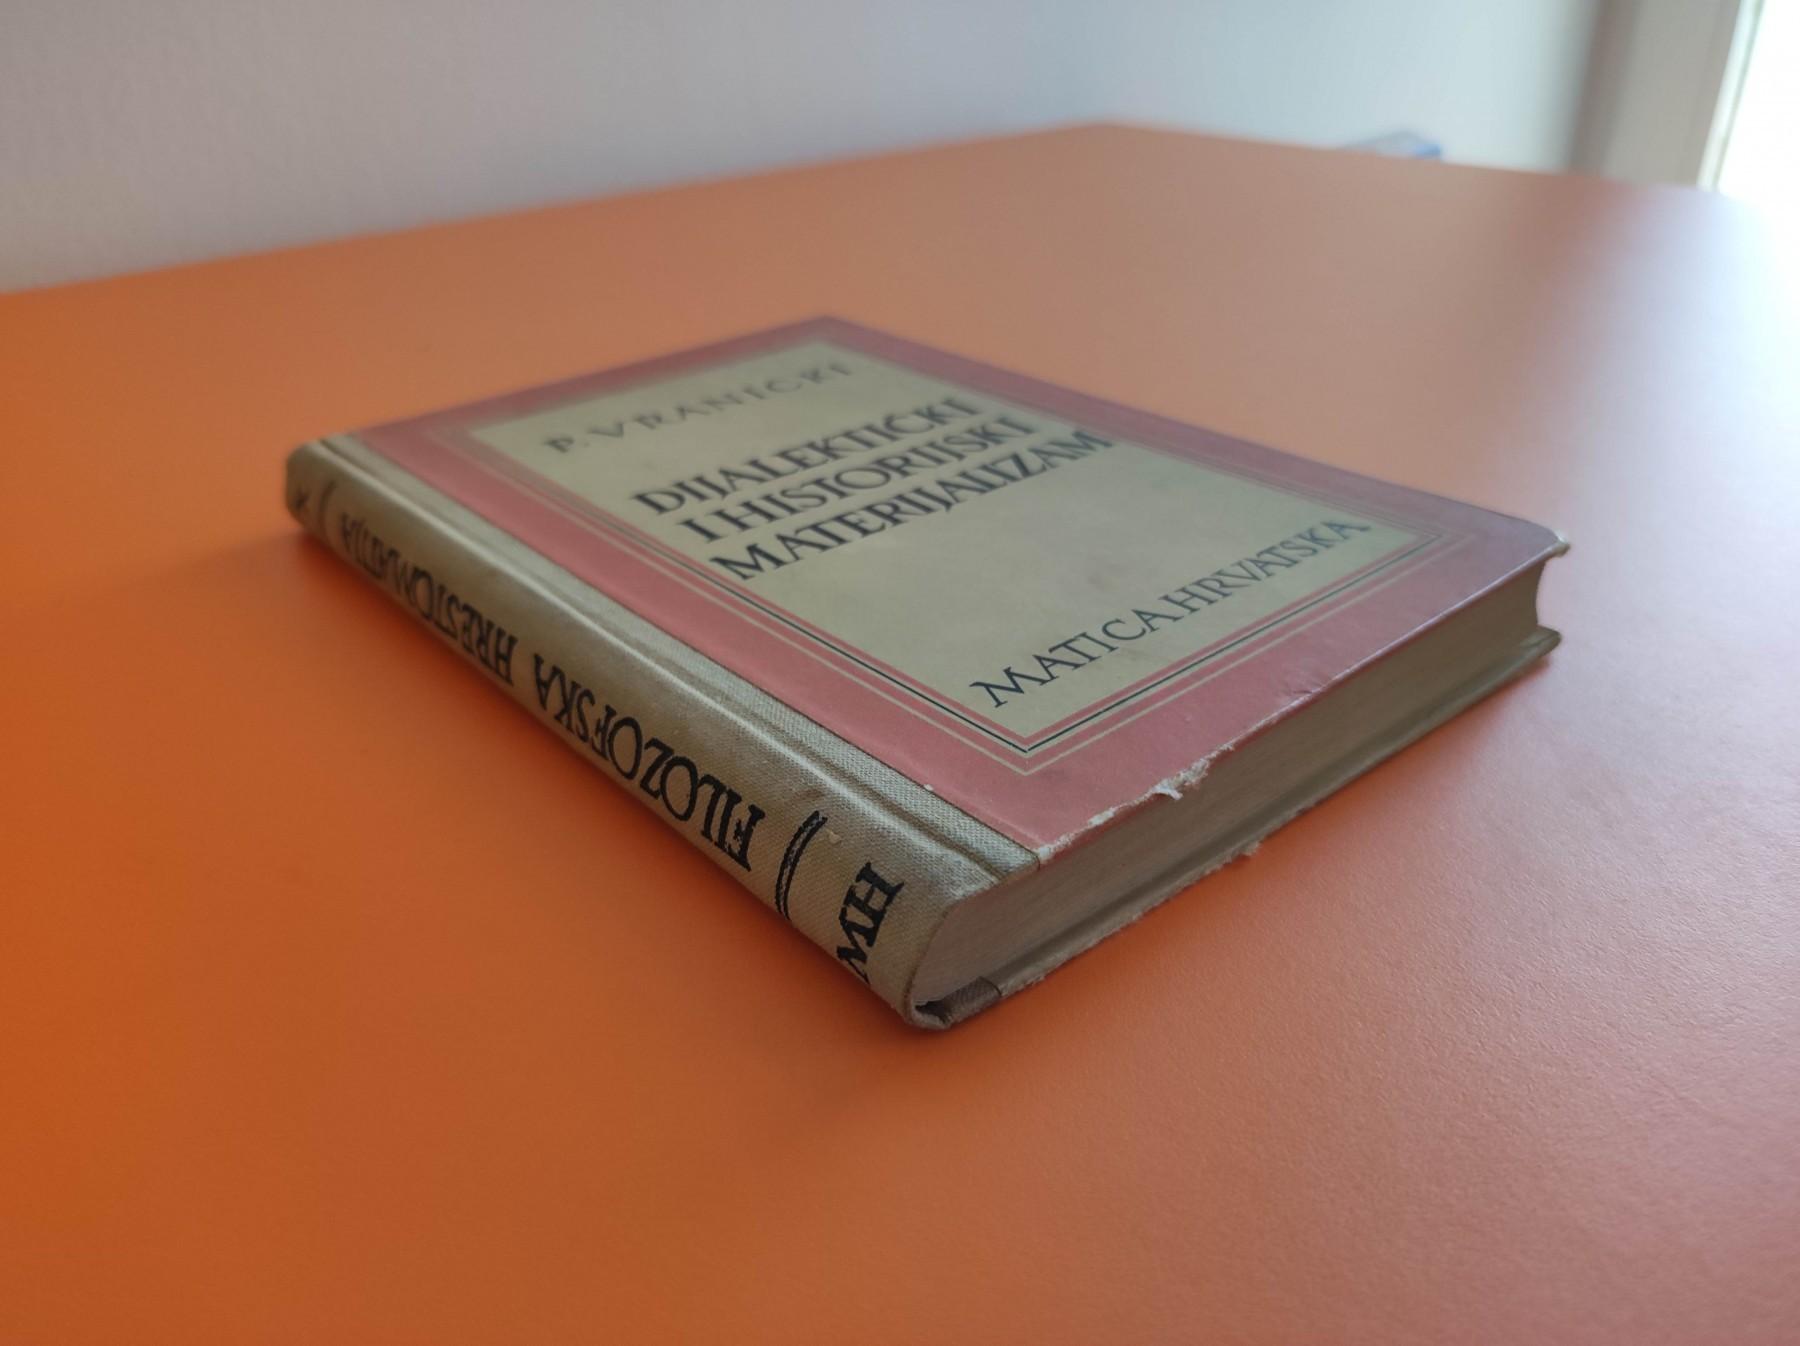 P. VRANICKI
DIJALEKTIČKI
I HISTORIJSKI
MATERIJALIZAM
MATICA HRVATSKA
FILOZOFSKA HRESTOMATIJA
MH